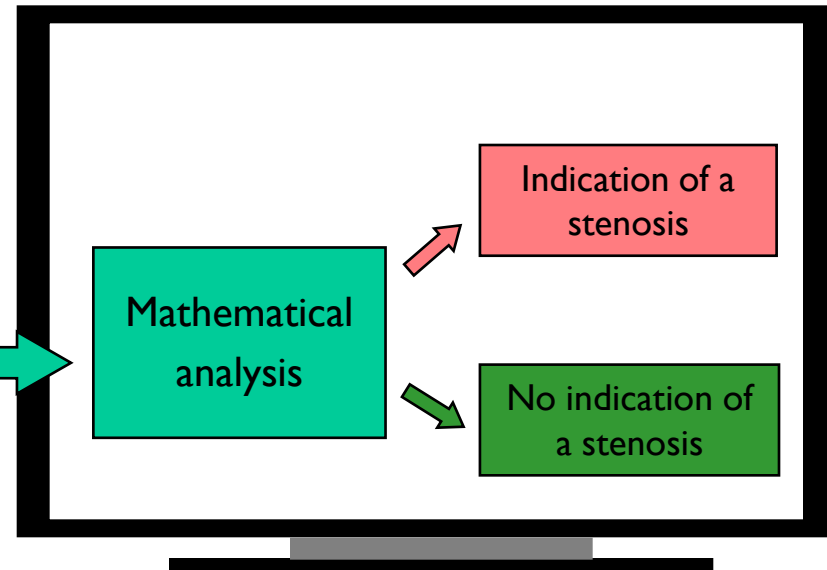 Indication of a
stenosis
Mathematical
analysis
No indication of
a stenosis